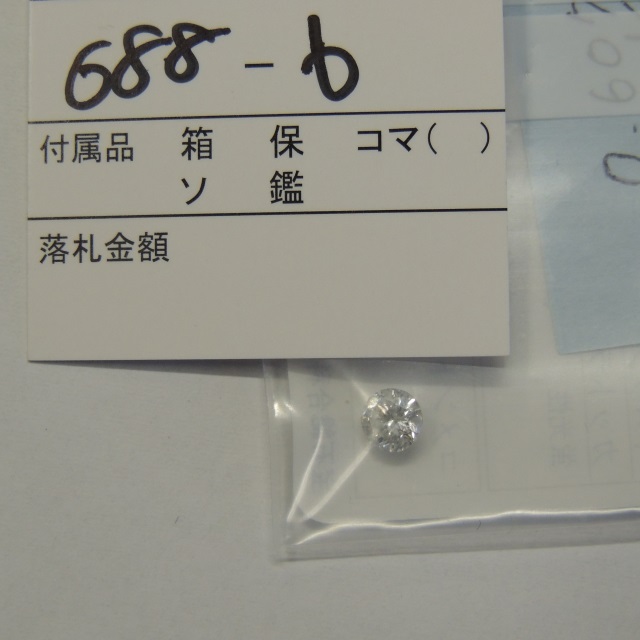 688-b
付属品 箱 保 コマ( )
ソ 鑑
落札金額